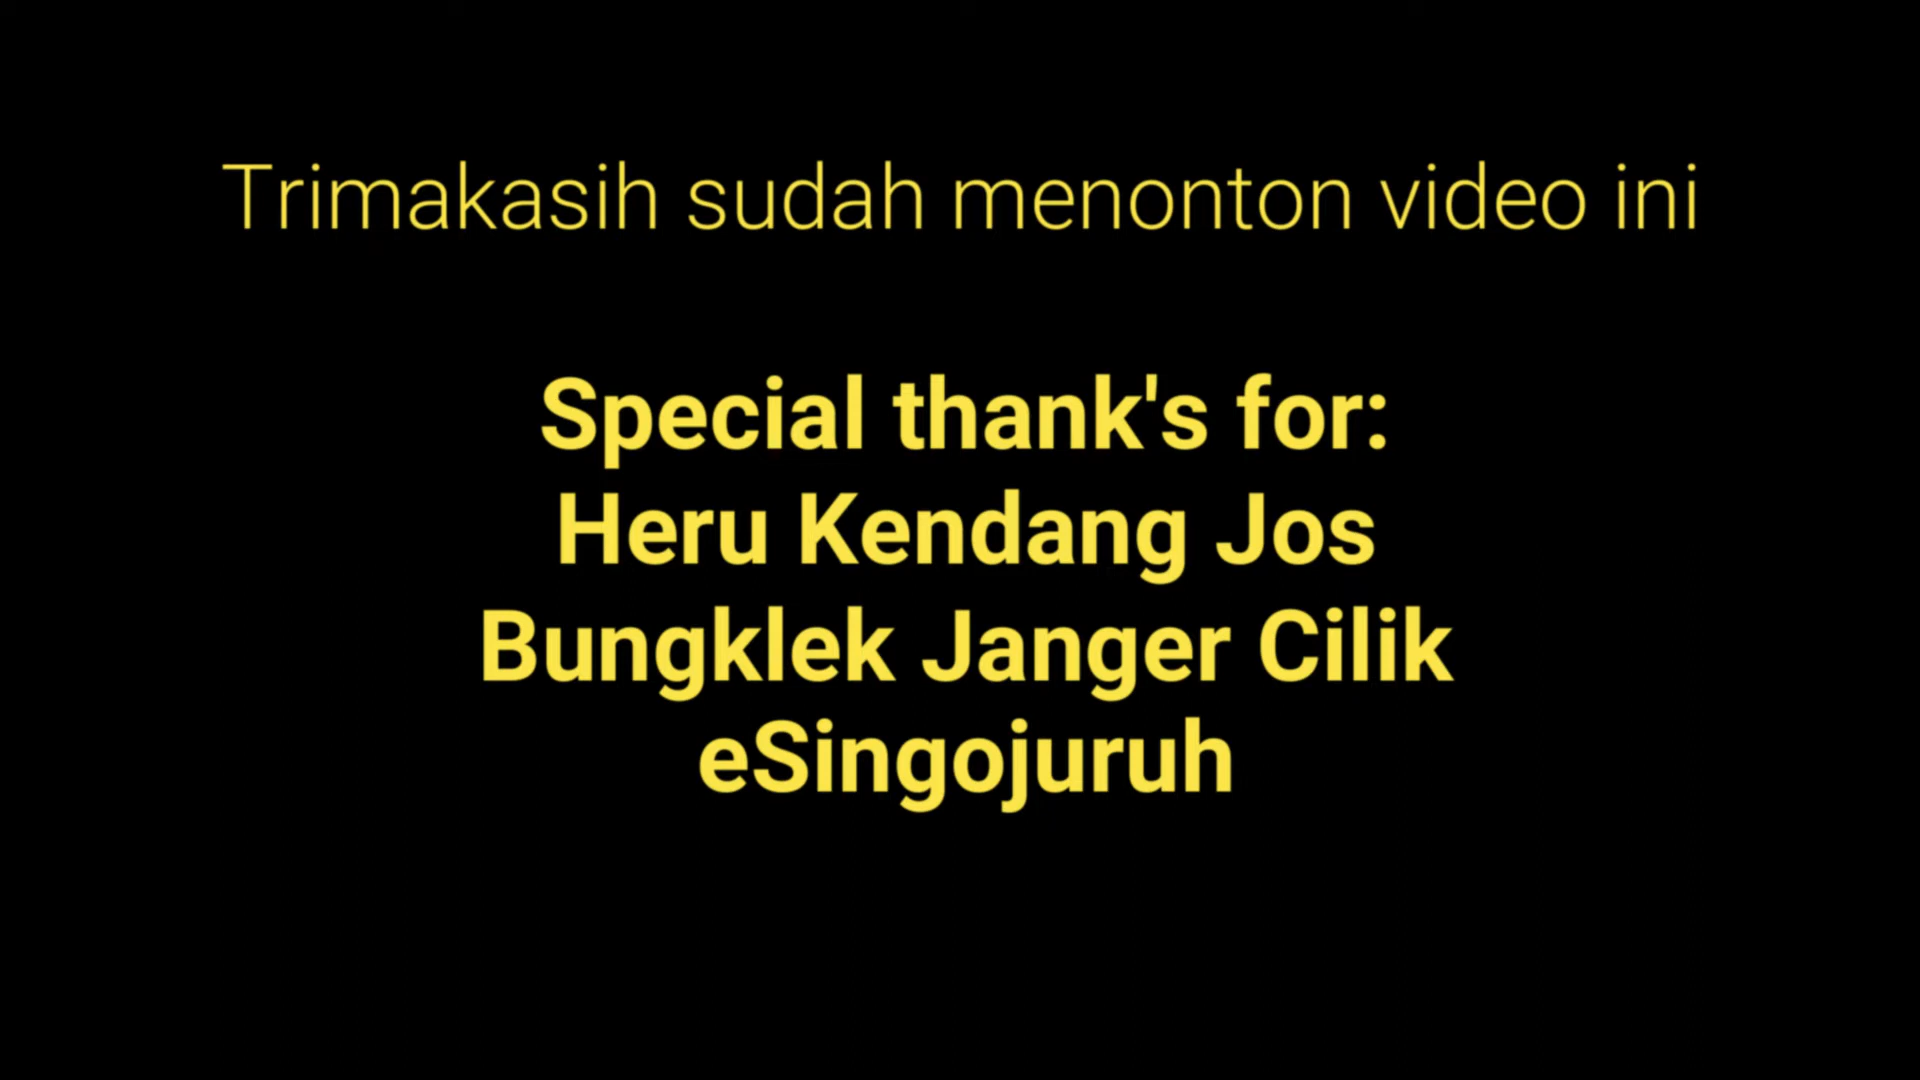 Trimakasih sudah menonton video ini
Special thank's for:
Heru Kendang Jos
Bungklek Janger Cilik
eSingojuruh